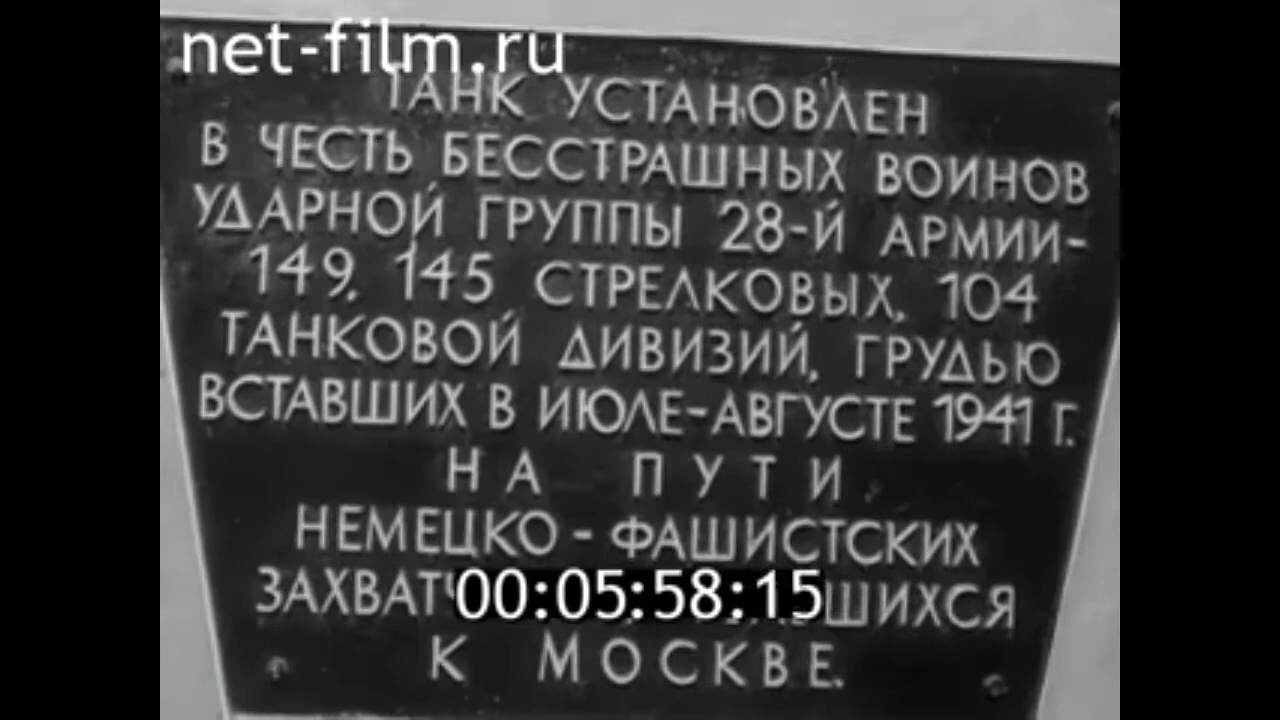 net-film.ru
ТАНК УСТАНОВЛЕН
В ЧЕСТЬ БЕССТРАШНЫХ ВОИНОВ
УДАРНОЙ ГРУППЫ 28-Й АРМИИ-
149, 145 СТРЕЛКОВЫХ, 104
ТАНКОВОЙ ДИВИЗИЙ, ГРУДЬЮ
ВСТАВШИХ В ИЮЛЕ-АВГУСТЕ 1941 Г.
НА ПУТИ
НЕМЕЦКО - ФАШИСТСКИХ
00:05:58:15
К МОСКВЕ.